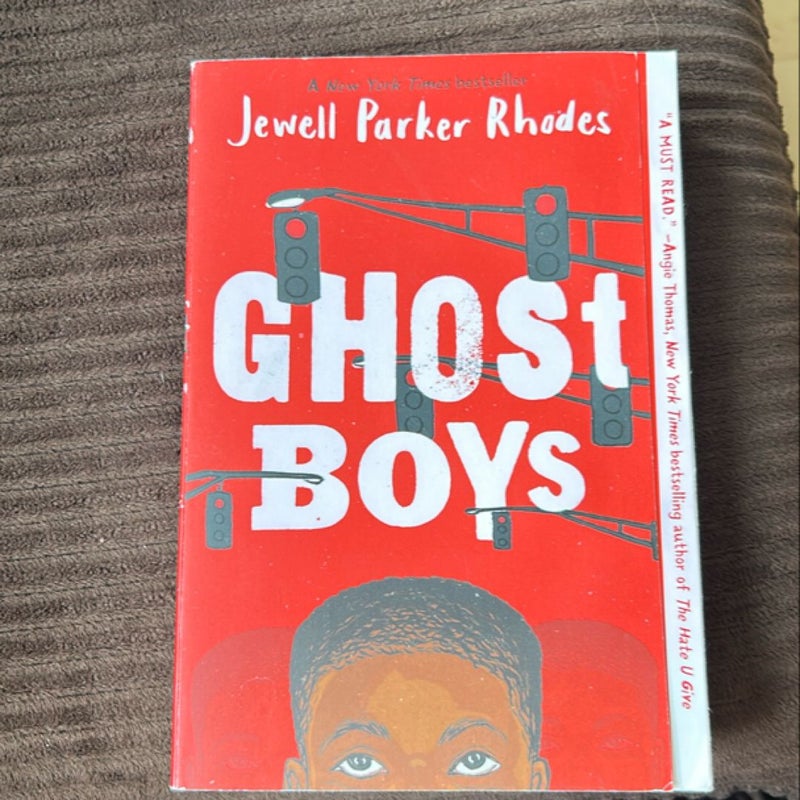 A New York Times bestseller
Jewell Parker Rhodes
GHOSt
BOYS
"A MUST READ." –Angie Thomas, New York Times bestselling author of The Hate U Give